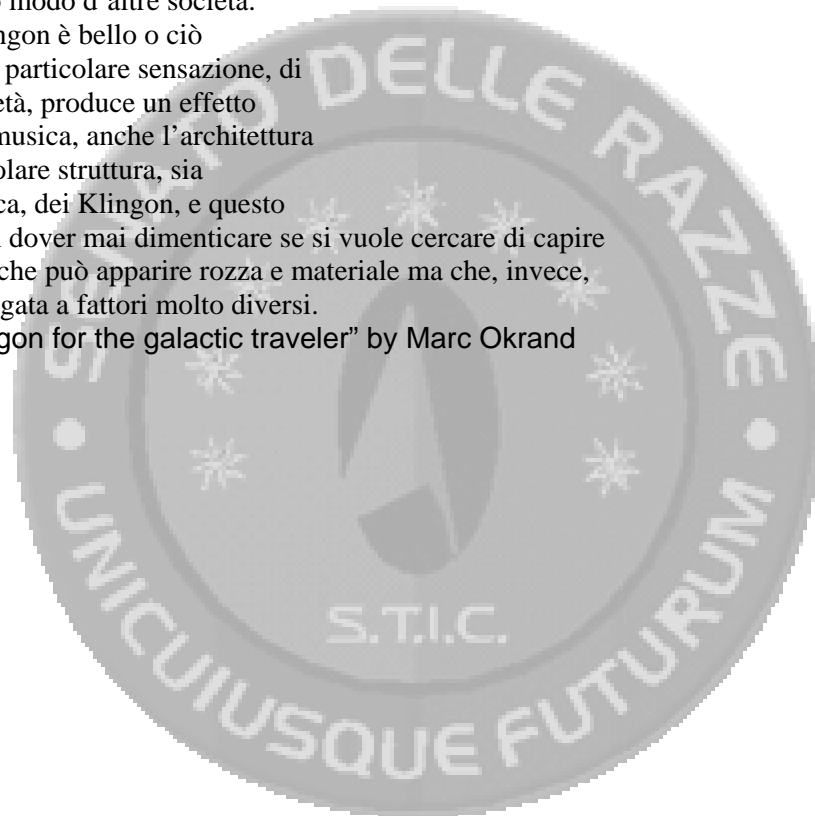 modo d'altre società.
ngon è bello o ciò
particolare sensazione, di
età, produce un effetto
musica, anche l'architettura
olare struttura, sia
ca, dei Klingon, e questo
dover mai dimenticare se si vuole cercare di capire
che può apparire rozza e materiale ma che, invece,
gata a fattori molto diversi.
gon for the galactic traveler" by Marc Okrand
SENATO DELLE RAZZE
S.T.I.C.
• UNICUIUSQUE FUTURUM •